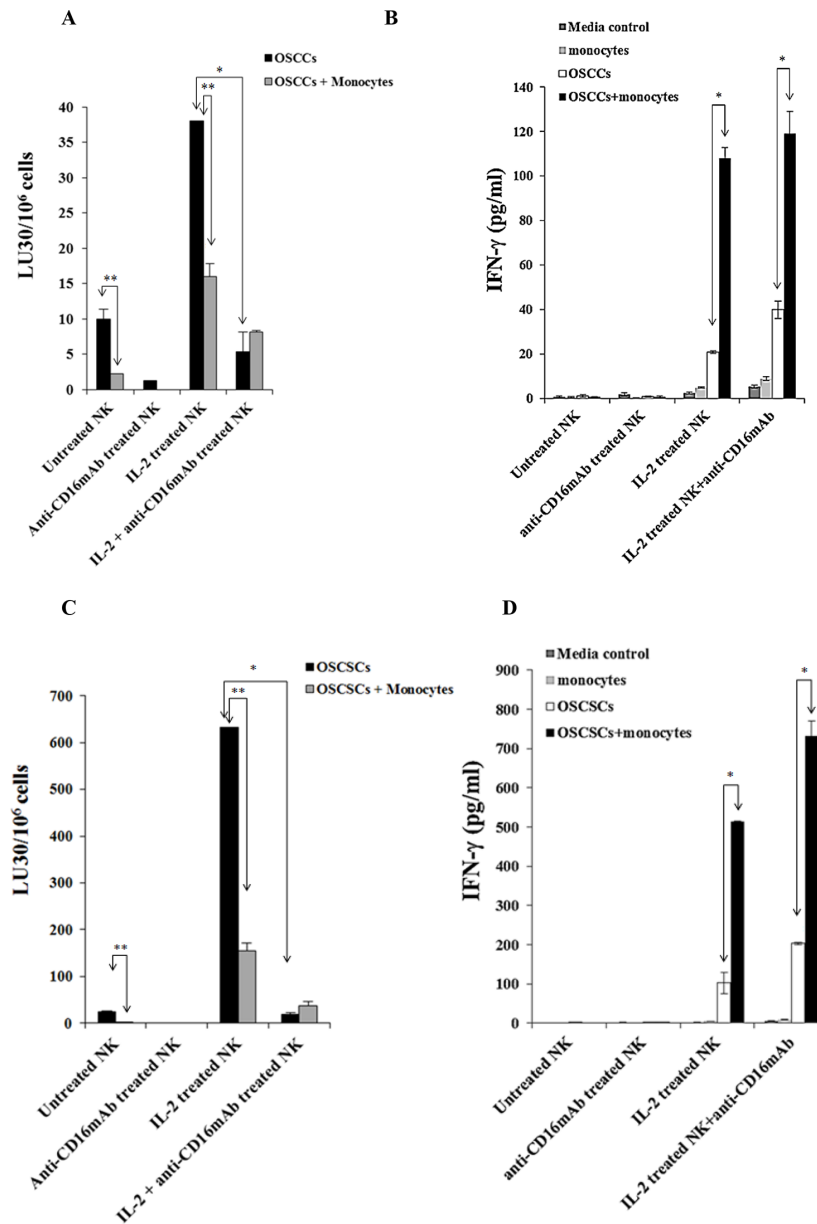 A
OSCCs
OSCCs + Monocytes
*
**
**
LU30/10⁶ cells
40
35
30
25
20
15
10
5
0
Untreated NK
Anti-CD16mAb treated NK
IL-2 treated NK
IL-2 + anti-CD16mAb treated NK
B
Media control
monocytes
OSCCs
OSCCs+monocytes
*
*
IFN-γ (pg/ml)
140
120
100
80
60
40
20
0
Untreated NK
anti-CD16mAb treated NK
IL-2 treated NK
IL-2 treated NK+anti-CD16mAb
C
OSCSCs
OSCSCs + Monocytes
*
**
**
LU30/10⁶ cells
700
600
500
400
300
200
100
0
Untreated NK
Anti-CD16mAb treated NK
IL-2 treated NK
IL-2 + anti-CD16mAb treated NK
D
Media control
monocytes
OSCSCs
OSCSCs+monocytes
*
*
IFN-γ (pg/ml)
900
800
700
600
500
400
300
200
100
0
Untreated NK
anti-CD16mAb treated NK
IL-2 treated NK
IL-2 treated NK+anti-CD16mAb